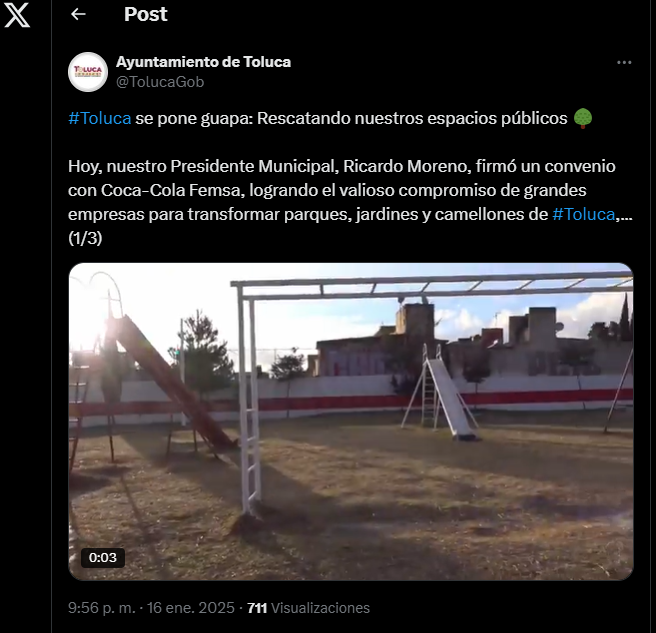 Post
Ayuntamiento de Toluca
@TolucaGob
#Toluca se pone guapa: Rescatando nuestros espacios públicos 🌳
Hoy, nuestro Presidente Municipal, Ricardo Moreno, firmó un convenio
con Coca-Cola Femsa, logrando el valioso compromiso de grandes
empresas para transformar parques, jardines y camellones de #Toluca,...
(1/3)
0:03
9:56 p. m. · 16 ene. 2025 · 711 Visualizaciones